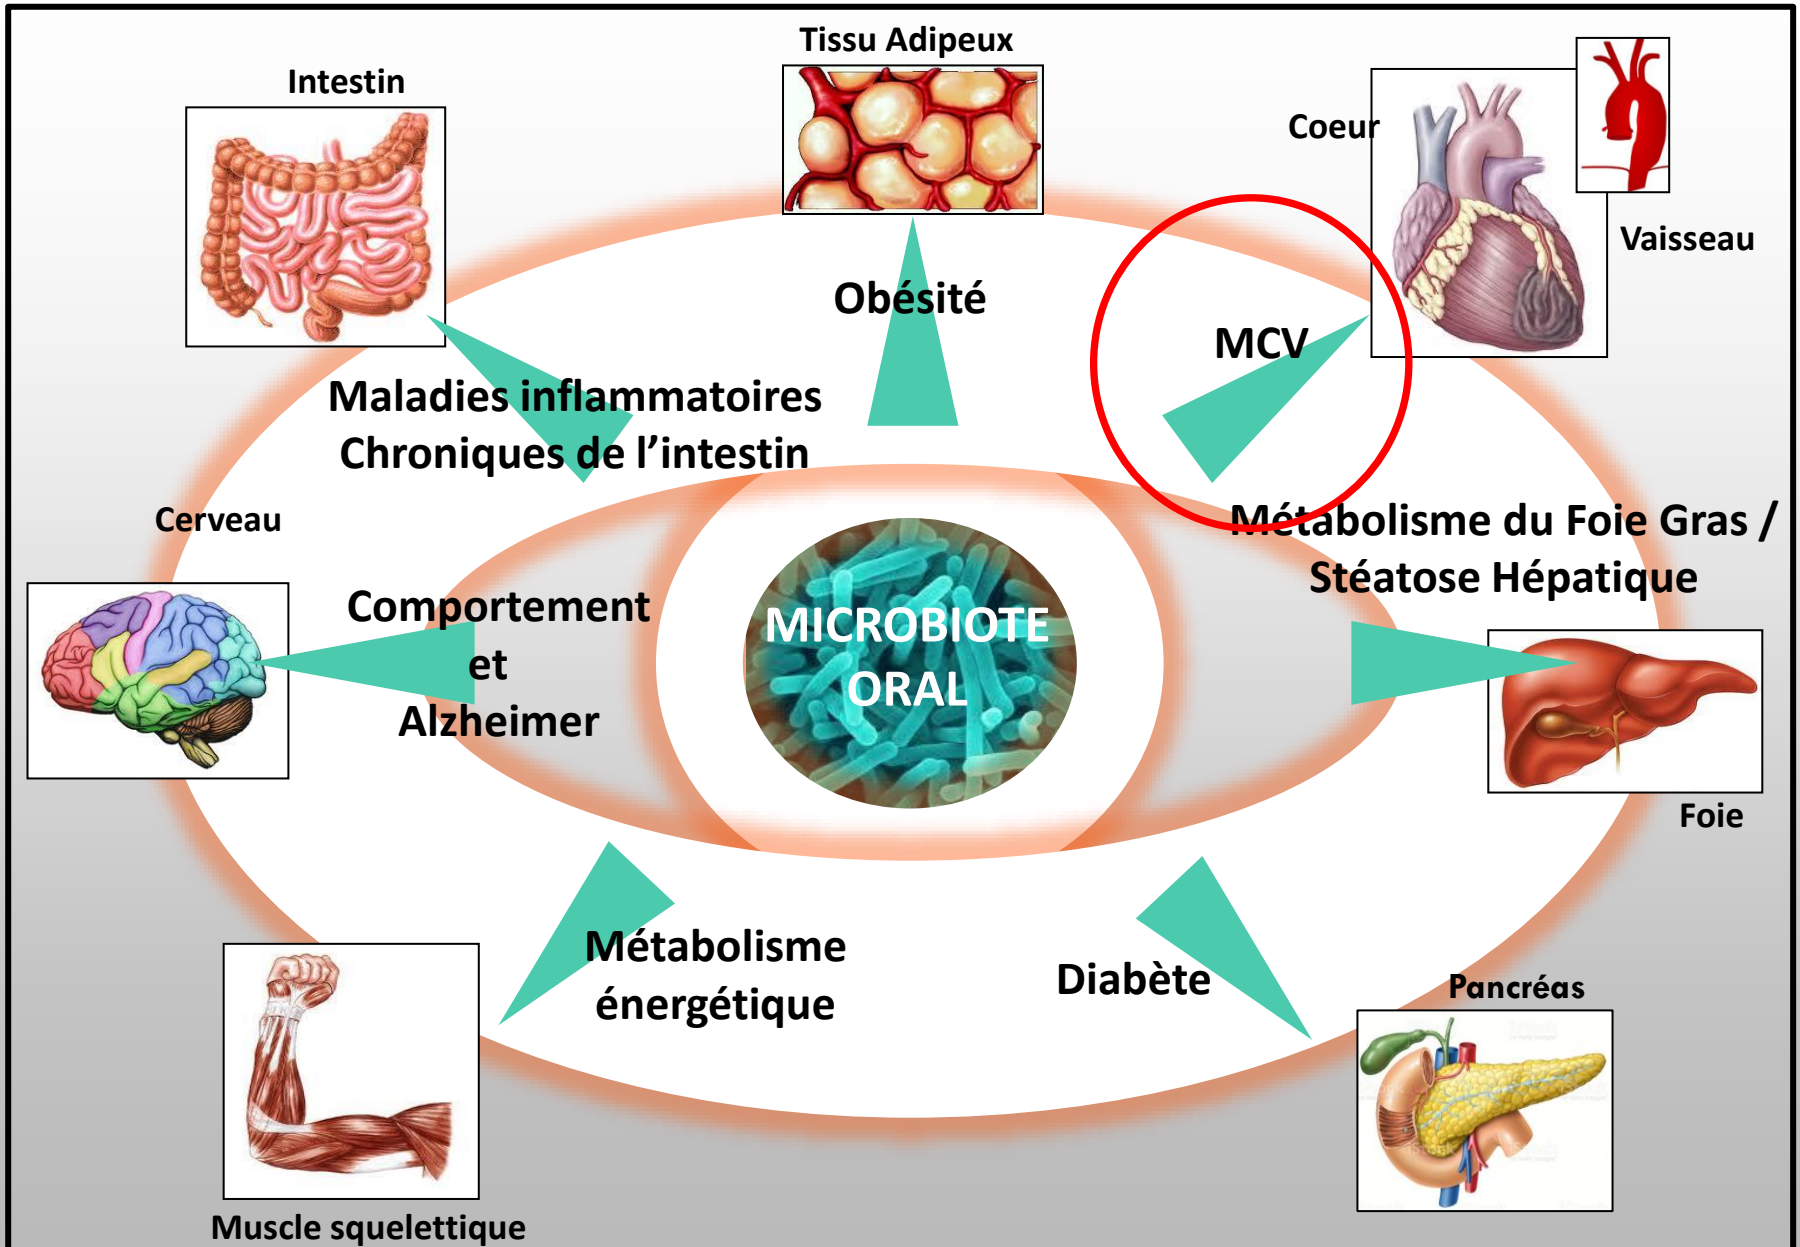 Tissu Adipeux
Intestin
Coeur
Vaisseau
Obésité
MCV
Maladies inflammatoires
Chroniques de l’intestin
Cerveau
Métabolisme du Foie Gras /
Stéatose Hépatique
Comportement
et
Alzheimer
MICROBIOTE
ORAL
Foie
Métabolisme
énergétique
Diabète
Pancréas
Muscle squelettique